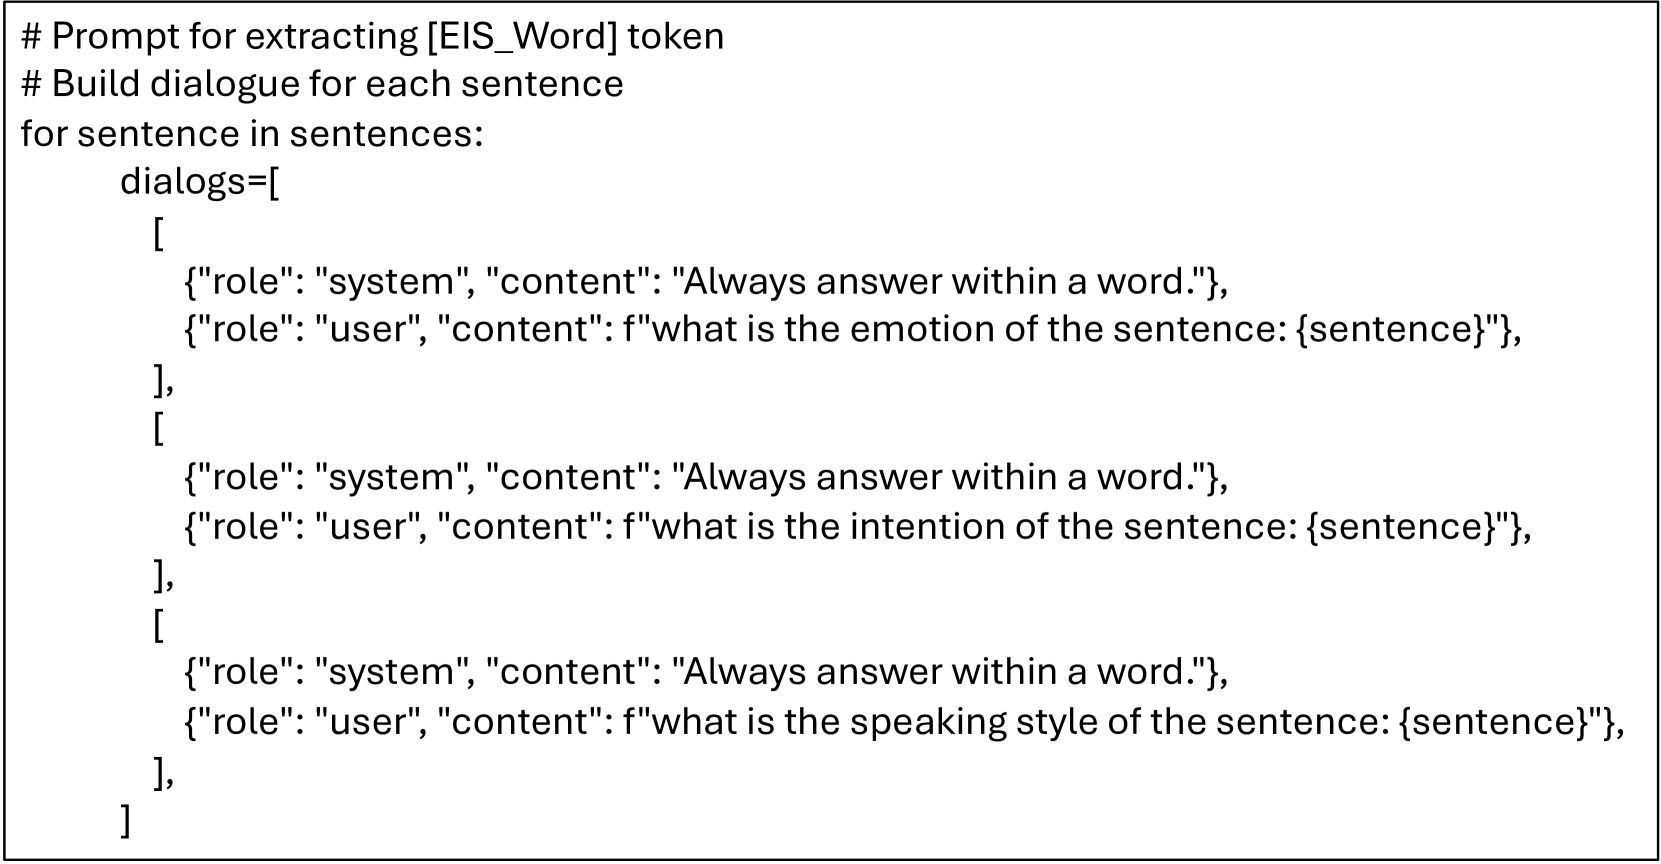 # Prompt for extracting [EIS_Word] token
# Build dialogue for each sentence
for sentence in sentences:
dialogs=[
[
{"role": "system", "content": "Always answer within a word."},
{"role": "user", "content": f"what is the emotion of the sentence: {sentence}"},
],
[
{"role": "system", "content": "Always answer within a word."},
{"role": "user", "content": f"what is the intention of the sentence: {sentence}"},
],
[
{"role": "system", "content": "Always answer within a word."},
{"role": "user", "content": f"what is the speaking style of the sentence: {sentence}"},
],
]